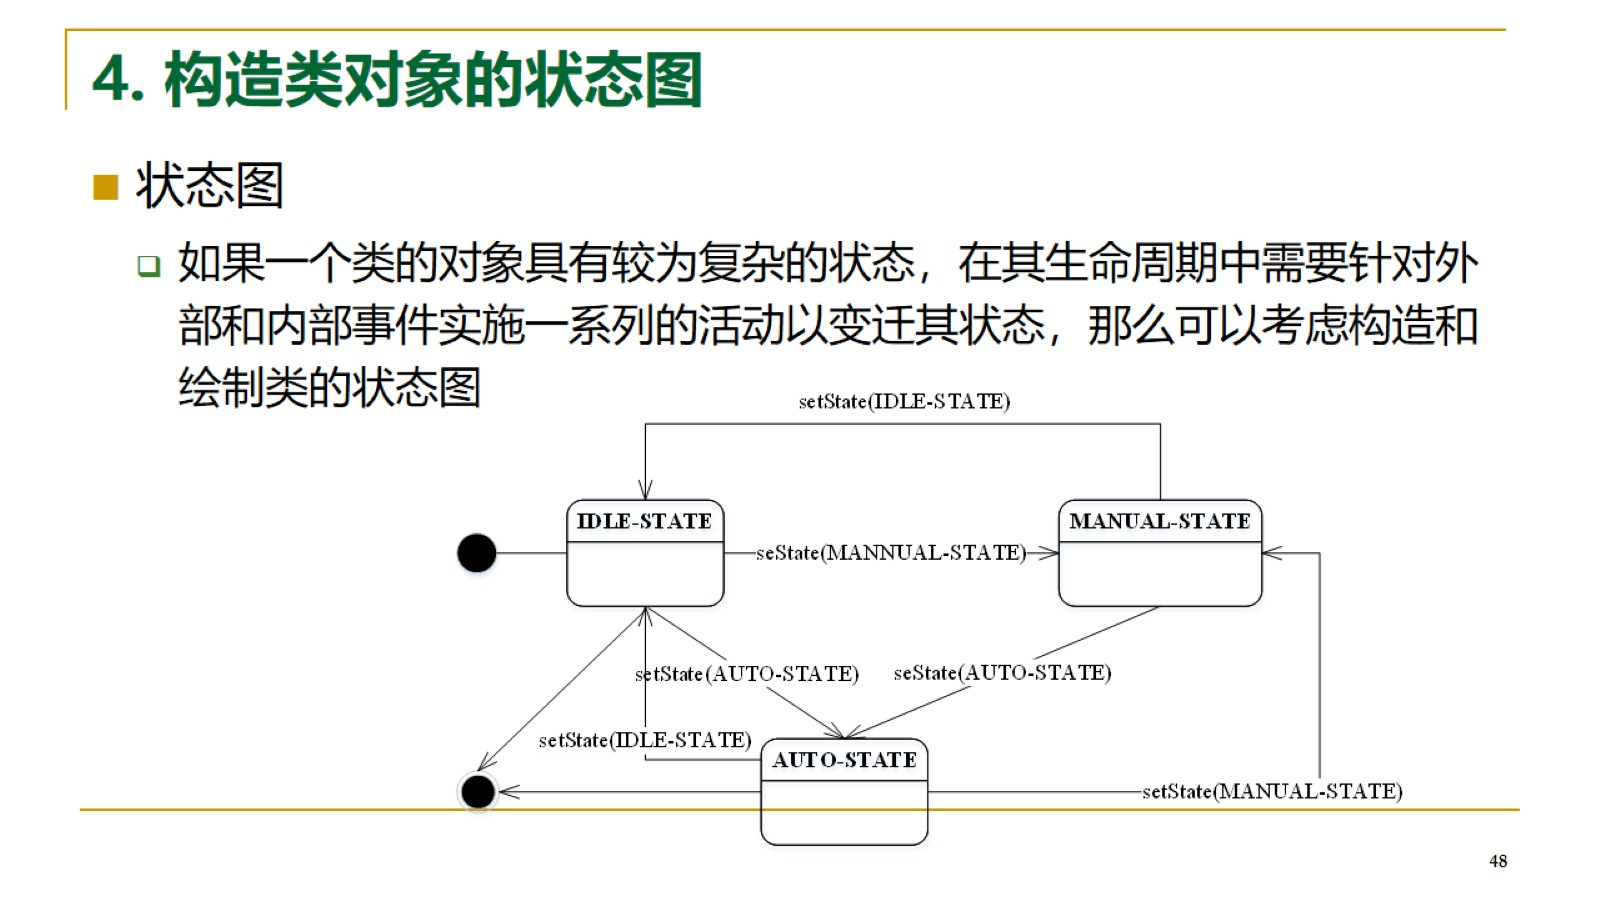 4. 构造类对象的状态图
状态图
如果一个类的对象具有较为复杂的状态，在其生命周期中需要针对外
部和内部事件实施一系列的活动以变迁其状态，那么可以考虑构造和
绘制类的状态图
setState(IDLE-STATE)
IDLE-STATE
MANUAL-STATE
seState(MANNUAL-STATE)
setState(AUTO-STATE)
seState(AUTO-STATE)
setState(IDLE-STATE)
AUTO-STATE
setState(MANUAL-STATE)
48